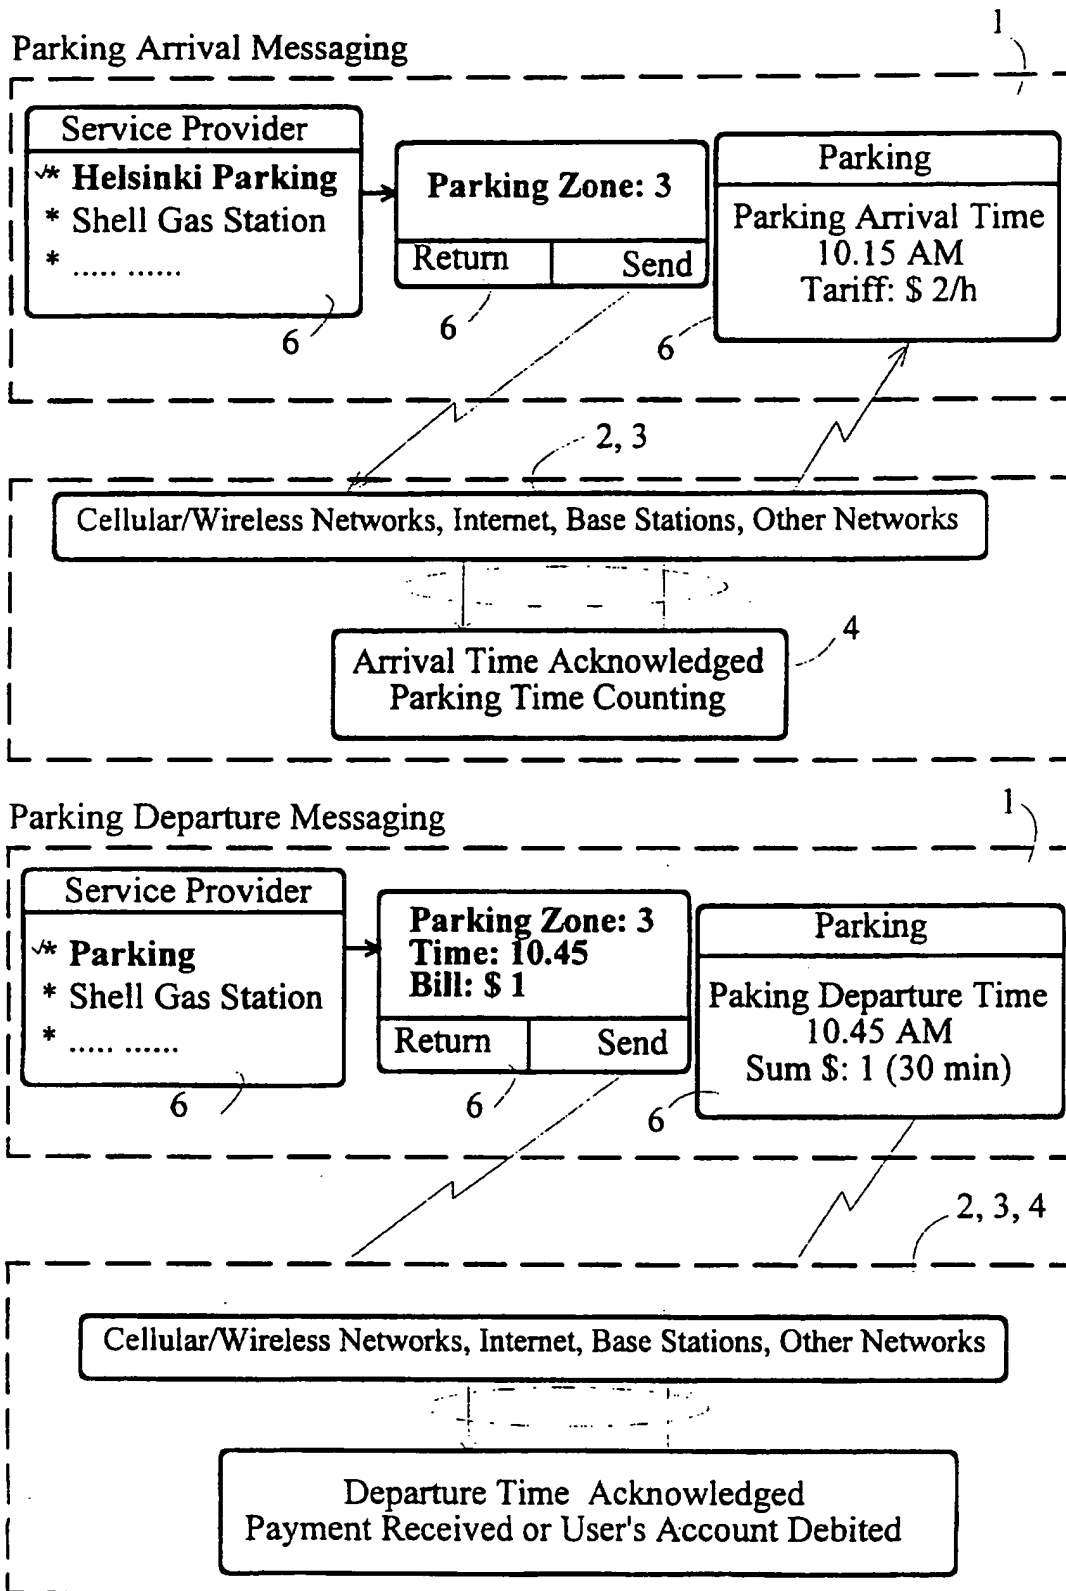 1
Parking Arrival Messaging
Service Provider
* Helsinki Parking
* Shell Gas Station
* ..... ......
6
Parking Zone: 3
Return Send
6
Parking
Parking Arrival Time
10.15 AM
Tariff: $ 2/h
6
2, 3
Cellular/Wireless Networks, Internet, Base Stations, Other Networks
4
Arrival Time Acknowledged
Parking Time Counting
1
Parking Departure Messaging
Service Provider
* Parking
* Shell Gas Station
* ..... ......
6
Parking Zone: 3
Time: 10.45
Bill: $ 1
Return Send
6
Parking
Paking Departure Time
10.45 AM
Sum $: 1 (30 min)
6
2, 3, 4
Cellular/Wireless Networks, Internet, Base Stations, Other Networks
Departure Time Acknowledged
Payment Received or User's Account Debited